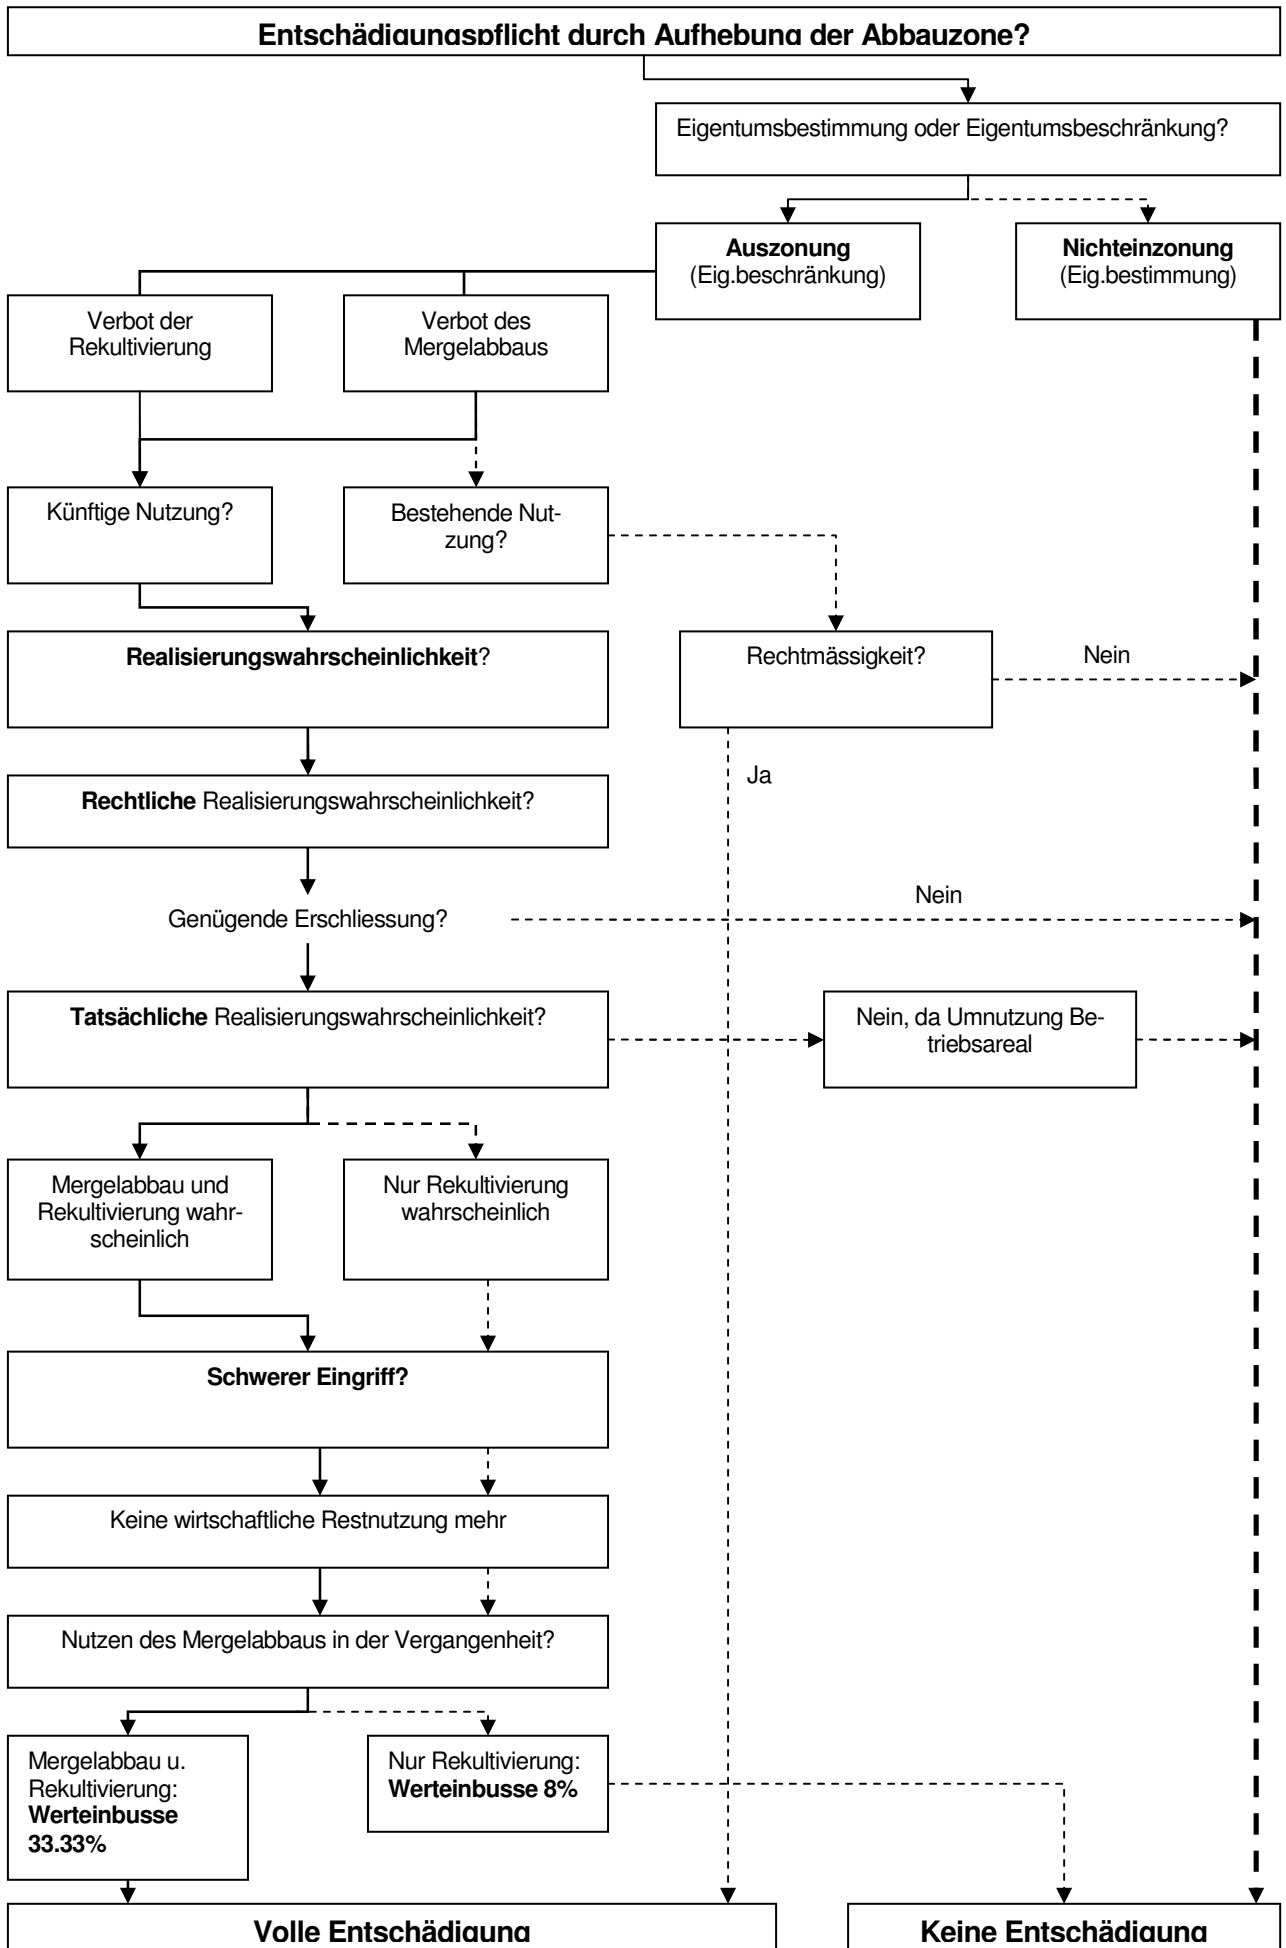 Entschädigungspflicht durch Aufhebung der Abbauzone?
Eigentumsbestimmung oder Eigentumsbeschränkung?
Auszonung
(Eig.beschränkung)
Nichteinzonung
(Eig.bestimmung)
Verbot der
Rekultivierung
Verbot des
Mergelabbaus
Künftige Nutzung?
Bestehende Nut-
zung?
Realisierungswahrscheinlichkeit?
Rechtmässigkeit?
Nein
Ja
Rechtliche Realisierungswahrscheinlichkeit?
Genügende Erschliessung?
Nein
Tatsächliche Realisierungswahrscheinlichkeit?
Nein, da Umnutzung Be-
triebsareal
Mergelabbau und
Rekultivierung wahr-
scheinlich
Nur Rekultivierung
wahrscheinlich
Schwerer Eingriff?
Keine wirtschaftliche Restnutzung mehr
Nutzen des Mergelabbaus in der Vergangenheit?
Mergelabbau u.
Rekultivierung:
Werteinbusse
33.33%
Nur Rekultivierung:
Werteinbusse 8%
Volle Entschädigung
Keine Entschädigung